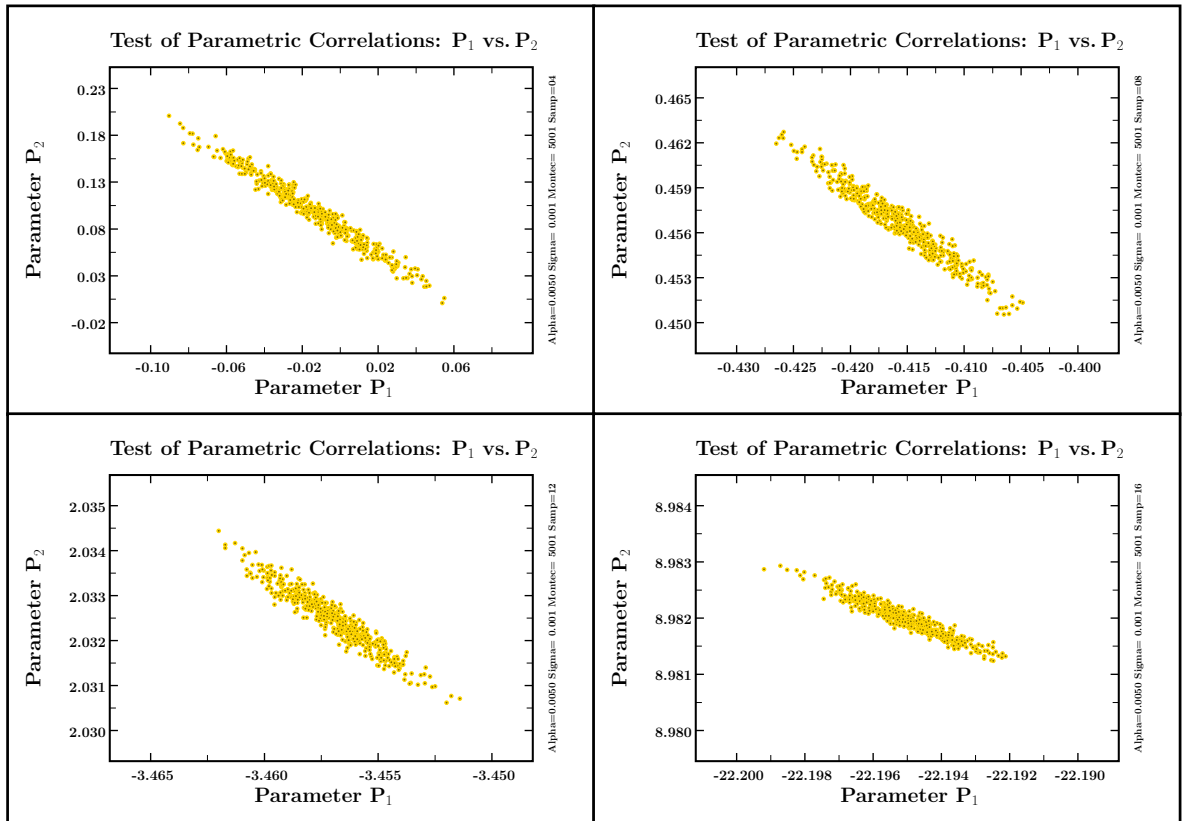 Test of Parametric Correlations: P₁ vs. P₂
Parameter P₂
0.23
0.18
0.13
0.08
0.03
-0.02
-0.10
-0.06
-0.02
0.02
0.06
Parameter P₁
Alpha=0.0050 Sigma= 0.001 Montec= 5001 Samp=04
Test of Parametric Correlations: P₁ vs. P₂
Parameter P₂
0.465
0.462
0.459
0.456
0.453
0.450
-0.430
-0.425
-0.420
-0.415
-0.410
-0.405
-0.400
Parameter P₁
Alpha=0.0050 Sigma= 0.001 Montec= 5001 Samp=08
Test of Parametric Correlations: P₁ vs. P₂
Parameter P₂
2.035
2.034
2.033
2.032
2.031
2.030
-3.465
-3.460
-3.455
-3.450
Parameter P₁
Alpha=0.0050 Sigma= 0.001 Montec= 5001 Samp=12
Test of Parametric Correlations: P₁ vs. P₂
Parameter P₂
8.984
8.983
8.982
8.981
8.980
-22.200
-22.198
-22.196
-22.194
-22.192
-22.190
Parameter P₁
Alpha=0.0050 Sigma= 0.001 Montec= 5001 Samp=16